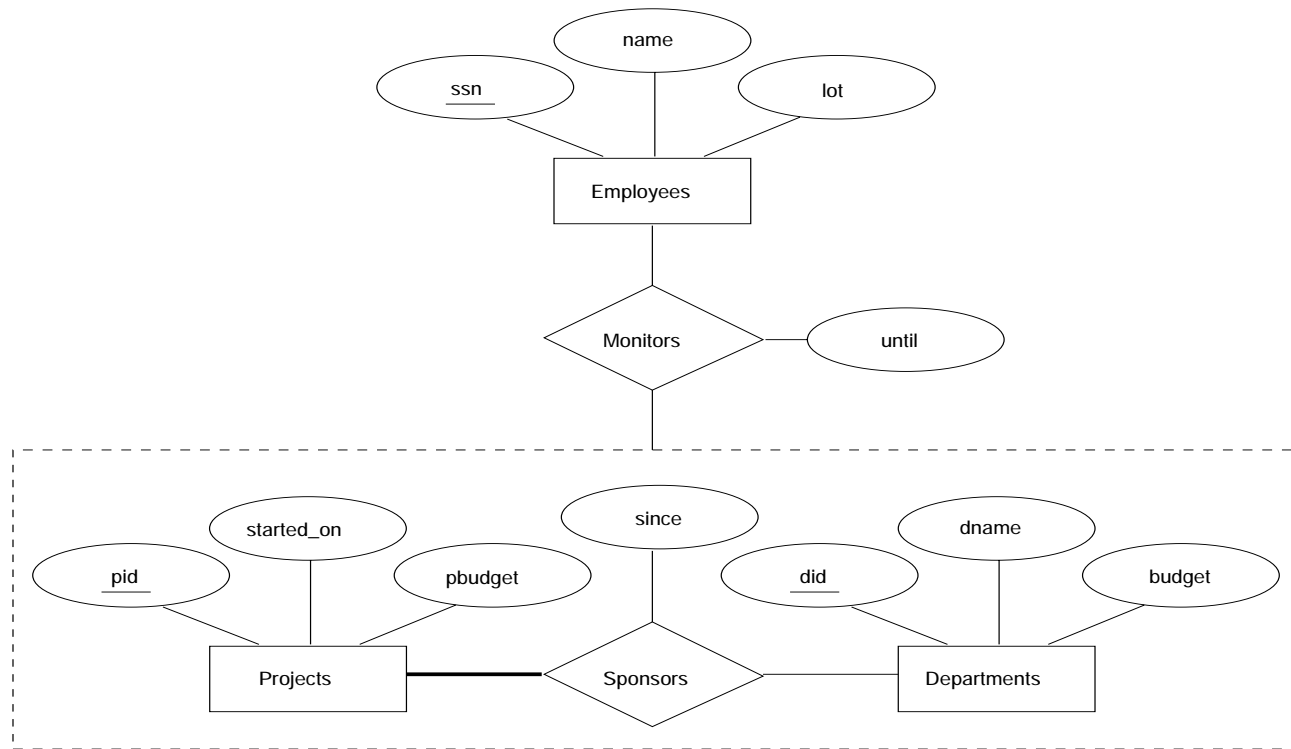 name
ssn
lot
Employees
Monitors
until
since
started_on
dname
pid
pbudget
did
budget
Projects
Sponsors
Departments